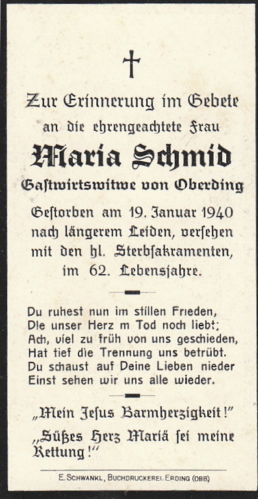 Zur Erinnerung im Gebete
an die ehrengeachtete Frau
Maria Schmid
Gastwirtswitwe von Oberding
Gestorben am 19. Januar 1940
nach längerem Leiden, versehen
mit den hl. Sterbsakramenten,
im 62. Lebensjahre.
Du ruhest nun im stillen Frieden,
Die unser Herz m Tod noch liebt;
Ach, viel zu früh von uns geschieden,
Hat tief die Trennung uns betrübt.
Du schaust auf Deine Lieben nieder
Einst sehen wir uns alle wieder.
„Mein Jesus Barmherzigkeit!"
„Süßes Herz Mariä sei meine
Rettung!"
E. Schwankl, Buchdruckerei, Erding (Obb)